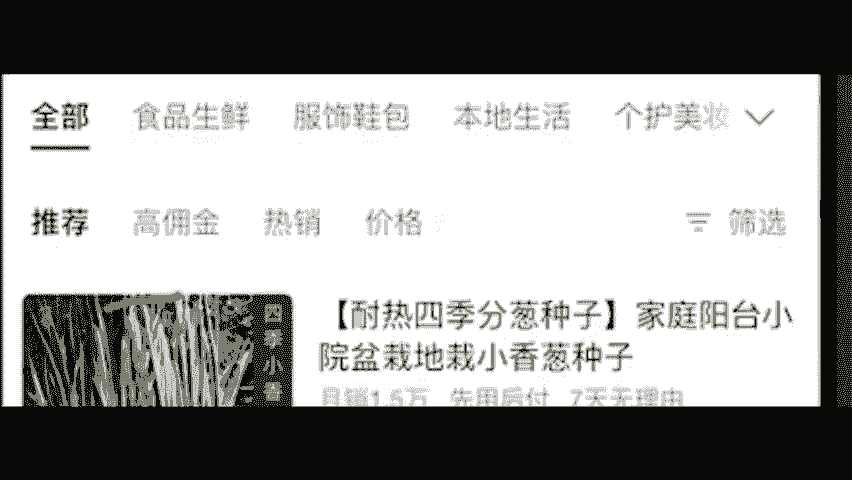 全部 食品生鲜 服饰鞋包 本地生活 个护美妆
推荐 高佣金 热销 价格 筛选
【耐热四季分葱种子】家庭阳台小
院盆栽地栽小香葱种子
月销1.5万 先用后付 7天无理由
四季小香